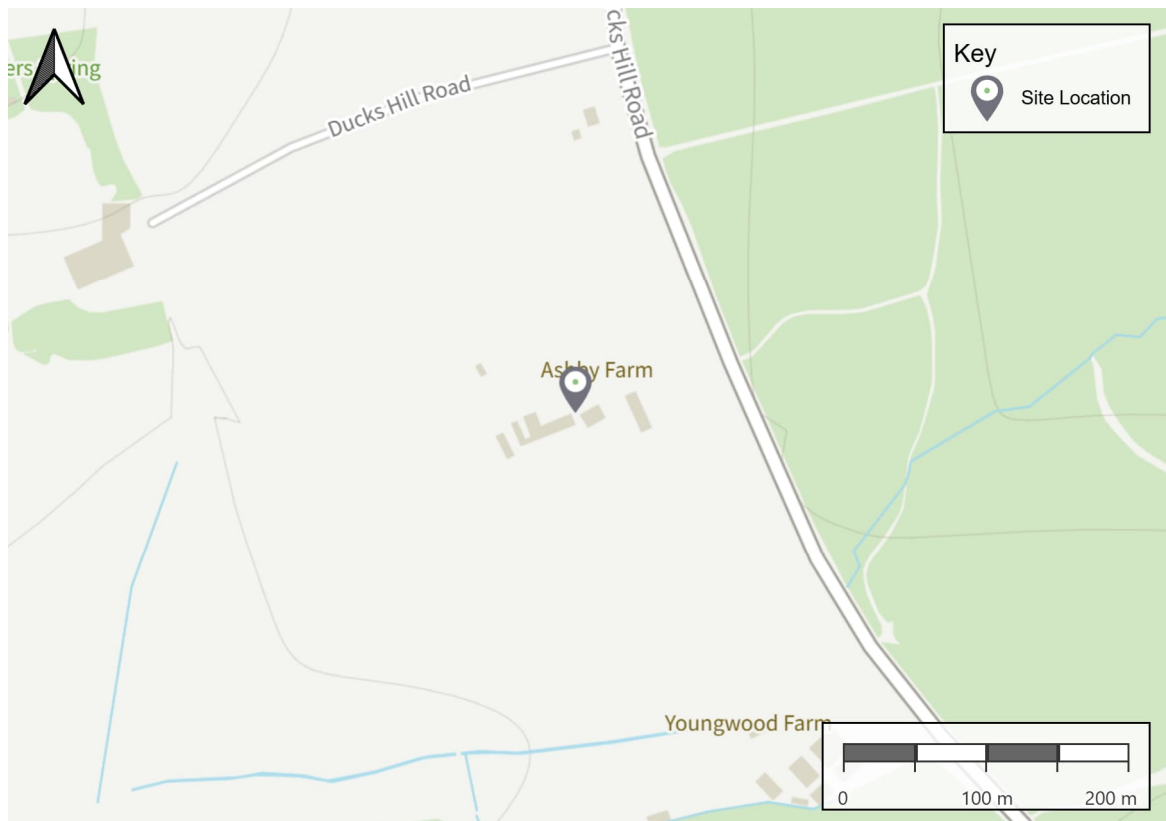 Key
Site Location
Ducks Hill Road
cks Hill Road
Ashby Farm
Youngwood Farm
0
100 m
200 m